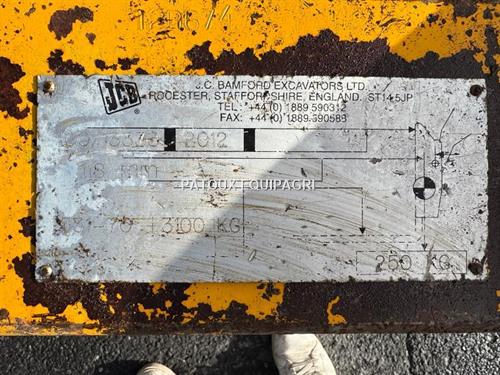 JCB
J.C. BAMFORD EXCAVATORS LTD.
ROCESTER, STAFFORDSHIRE, ENGLAND. ST14 5JP
TEL: +44 (0) 1889 590312
FAX: +44 (0) 1889 590588
2012
PATOUX EQUIPAGRI
3100 KG
250 KG